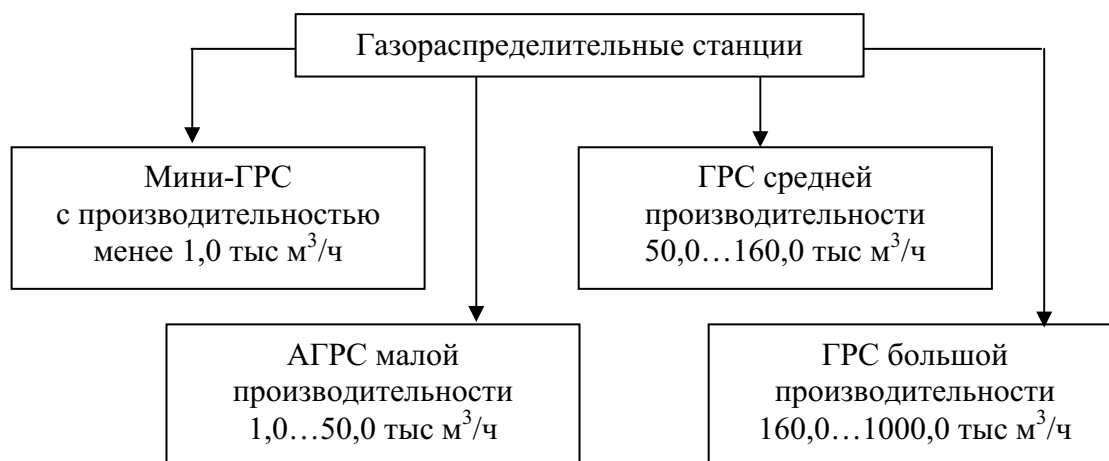 Газораспределительные станции
Мини-ГРС
с производительностью
менее 1,0 тыс м³/ч
ГРС средней
производительности
50,0…160,0 тыс м³/ч
АГРС малой
производительности
1,0…50,0 тыс м³/ч
ГРС большой
производительности
160,0…1000,0 тыс м³/ч